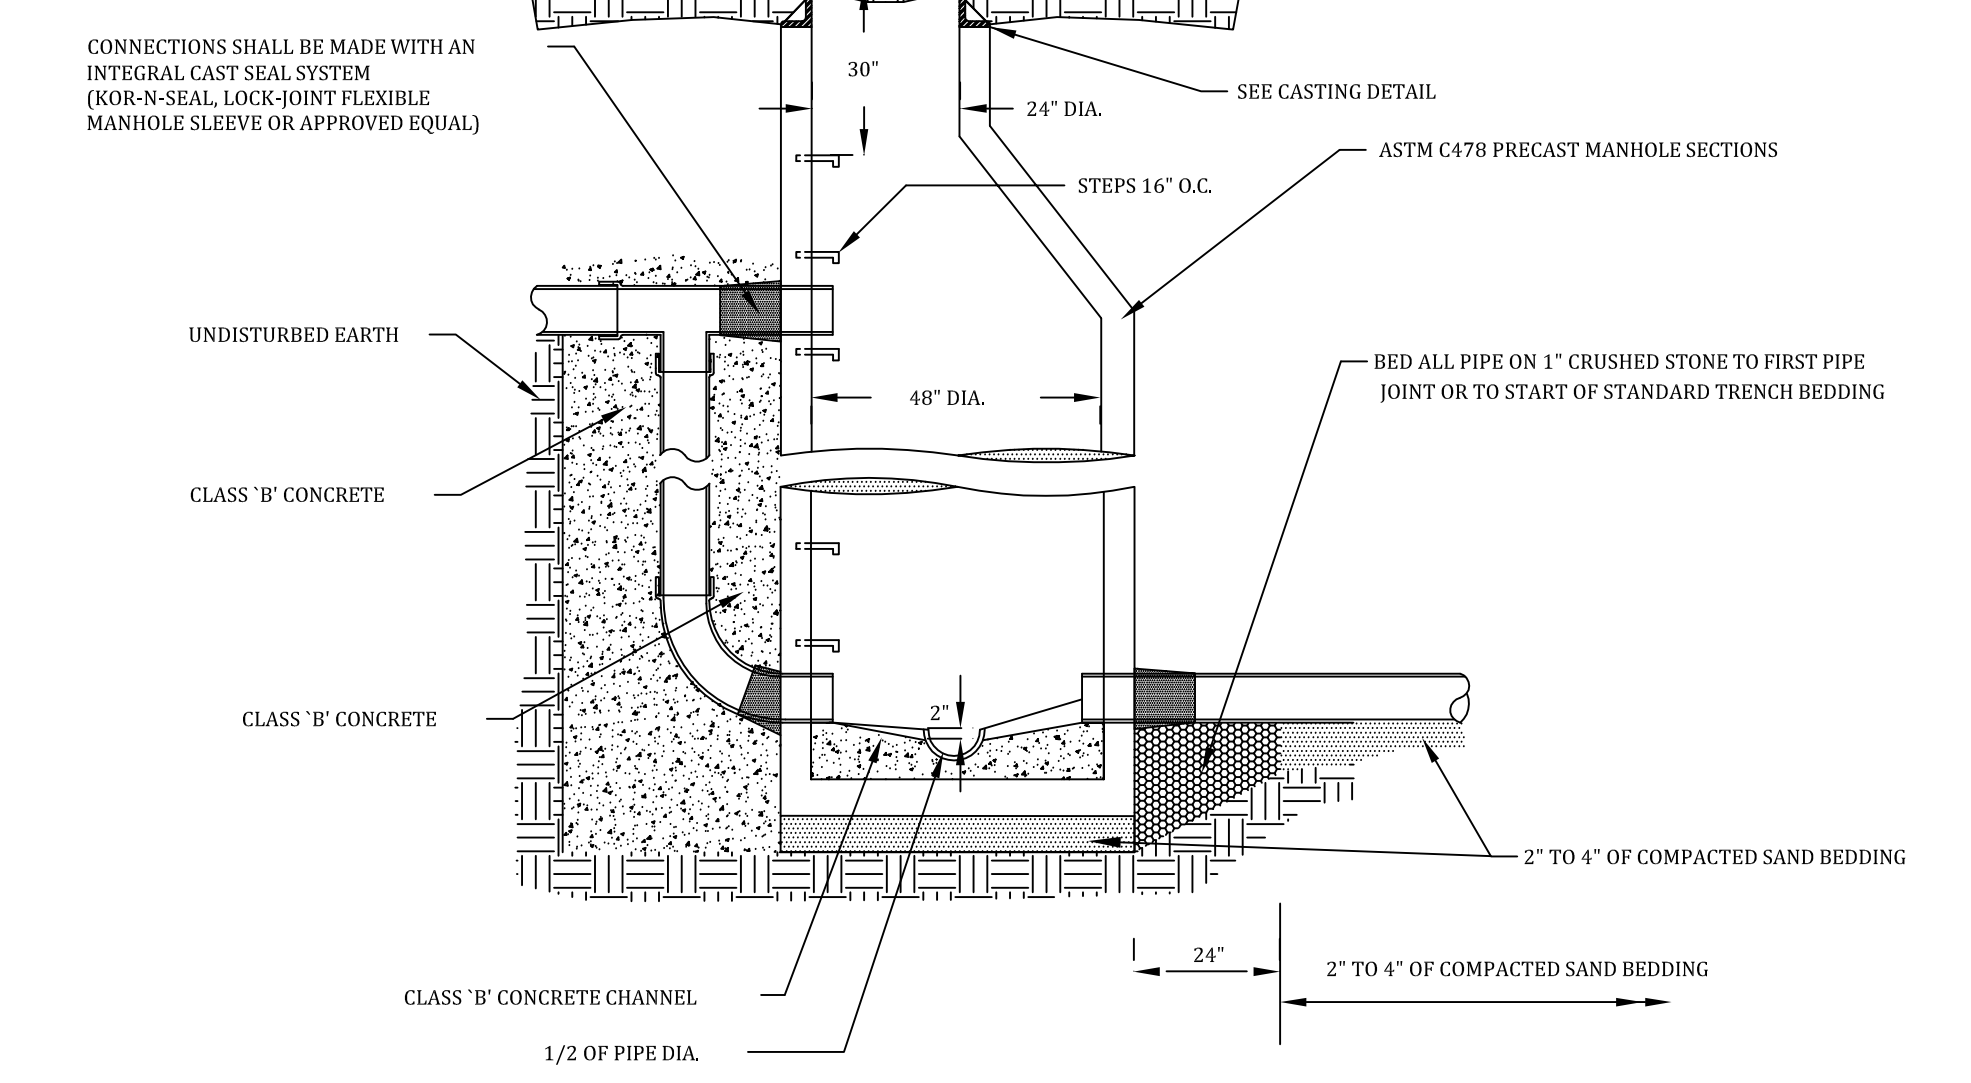 CONNECTIONS SHALL BE MADE WITH AN
INTEGRAL CAST SEAL SYSTEM
(KOR-N-SEAL, LOCK-JOINT FLEXIBLE
MANHOLE SLEEVE OR APPROVED EQUAL)
30"
24" DIA.
SEE CASTING DETAIL
ASTM C478 PRECAST MANHOLE SECTIONS
STEPS 16" O.C.
UNDISTURBED EARTH
BED ALL PIPE ON 1" CRUSHED STONE TO FIRST PIPE
JOINT OR TO START OF STANDARD TRENCH BEDDING
48" DIA.
CLASS `B' CONCRETE
CLASS `B' CONCRETE
2"
2" TO 4" OF COMPACTED SAND BEDDING
24"
2" TO 4" OF COMPACTED SAND BEDDING
CLASS `B' CONCRETE CHANNEL
1/2 OF PIPE DIA.